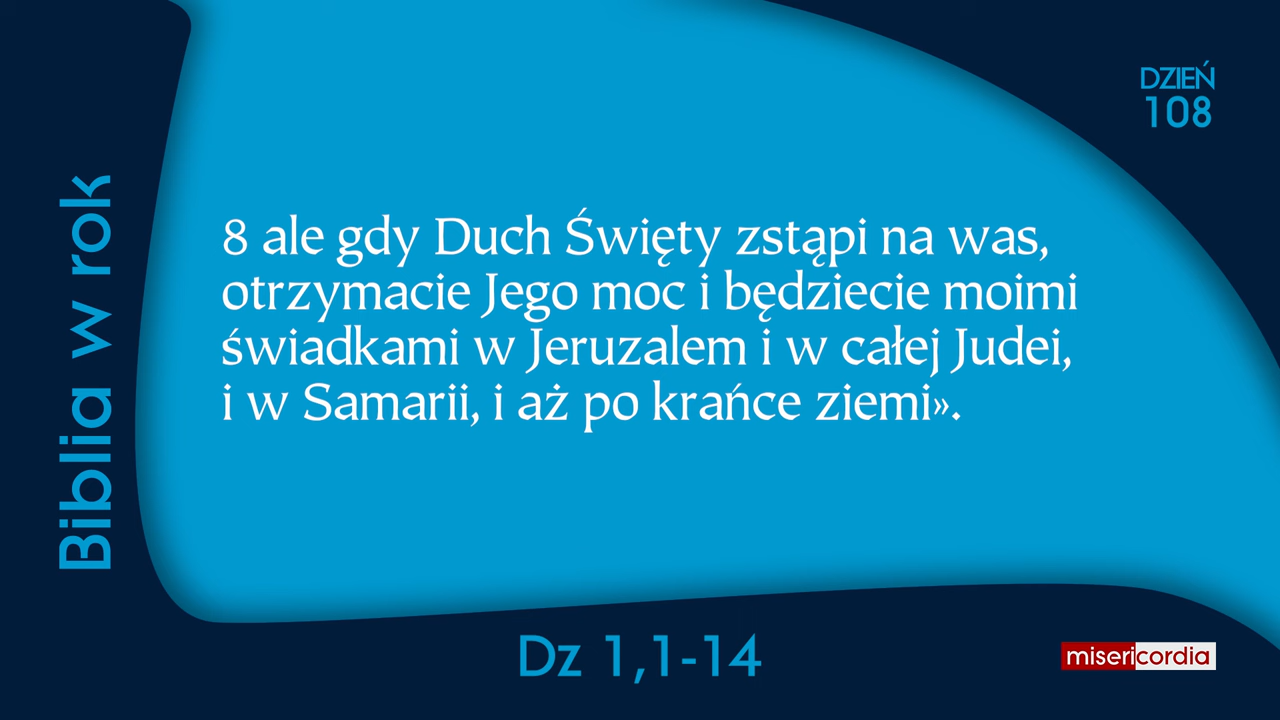 DZIEŃ
108
Biblia w rok
8 ale gdy Duch Święty zstąpi na was,
otrzymacie Jego moc i będziecie moimi
świadkami w Jeruzalem i w całej Judei,
i w Samarii, i aż po krańce ziemi».
Dz 1,1-14
misericordia